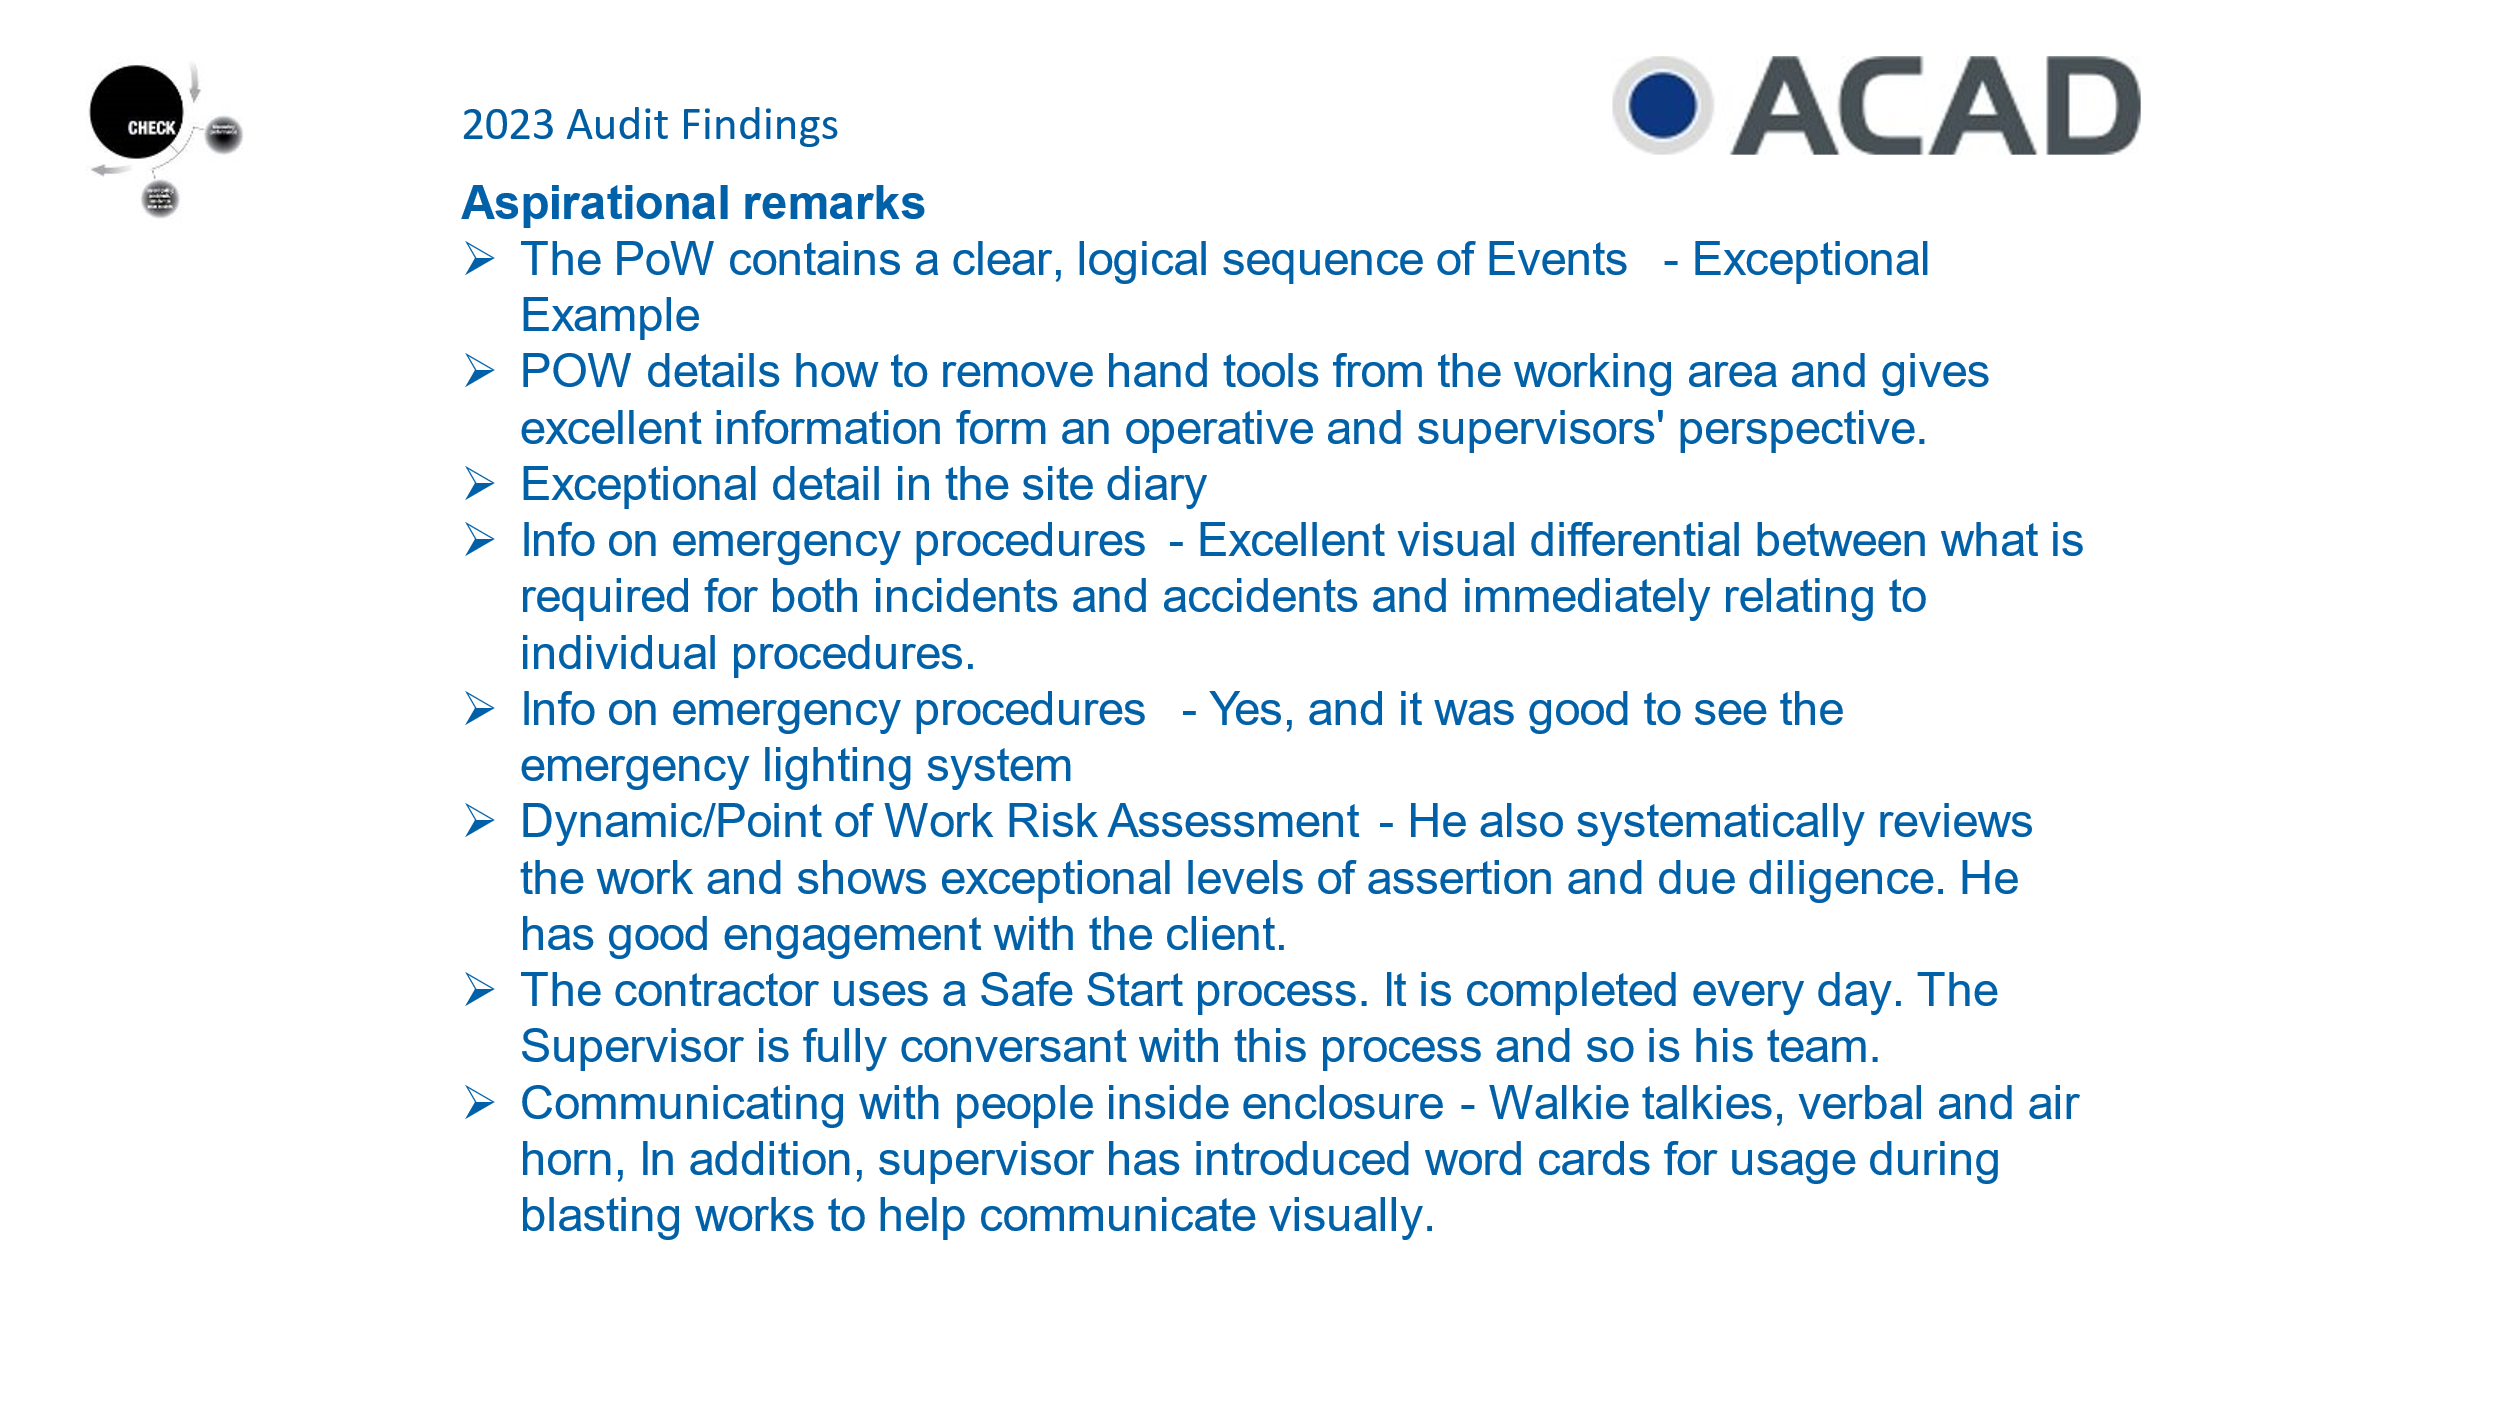 CHECK
2023 Audit Findings
ACAD
Aspirational remarks
➢ The PoW contains a clear, logical sequence of Events - Exceptional
Example
➢ POW details how to remove hand tools from the working area and gives
excellent information form an operative and supervisors' perspective.
➢ Exceptional detail in the site diary
➢ Info on emergency procedures - Excellent visual differential between what is
required for both incidents and accidents and immediately relating to
individual procedures.
➢ Info on emergency procedures - Yes, and it was good to see the
emergency lighting system
➢ Dynamic/Point of Work Risk Assessment - He also systematically reviews
the work and shows exceptional levels of assertion and due diligence. He
has good engagement with the client.
➢ The contractor uses a Safe Start process. It is completed every day. The
Supervisor is fully conversant with this process and so is his team.
➢ Communicating with people inside enclosure - Walkie talkies, verbal and air
horn, In addition, supervisor has introduced word cards for usage during
blasting works to help communicate visually.